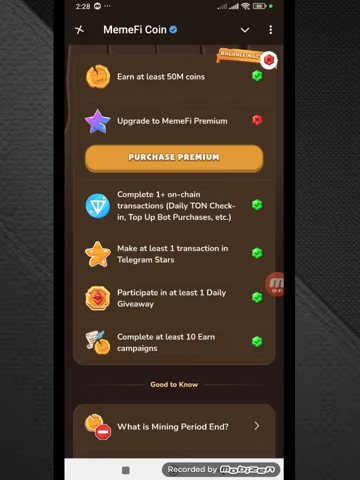 2:28
MemeFi Coin
Earn at least 50M coins
Upgrade to MemeFi Premium
PURCHASE PREMIUM
Complete 1+ on-chain
transactions (Daily TON Check-
in, Top Up Bot Purchases, etc.)
Make at least 1 transaction in
Telegram Stars
Participate in at least 1 Daily
Giveaway
Complete at least 10 Earn
campaigns
Good to Know
What is Mining Period End?
Recorded by mobizen